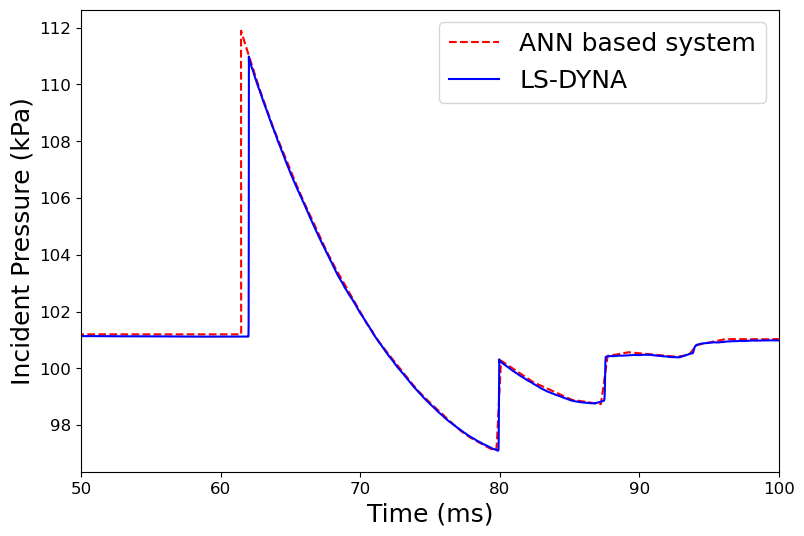 ANN based system
LS-DYNA
Incident Pressure (kPa)
112
110
108
106
104
102
100
98
50 60 70 80 90 100
Time (ms)